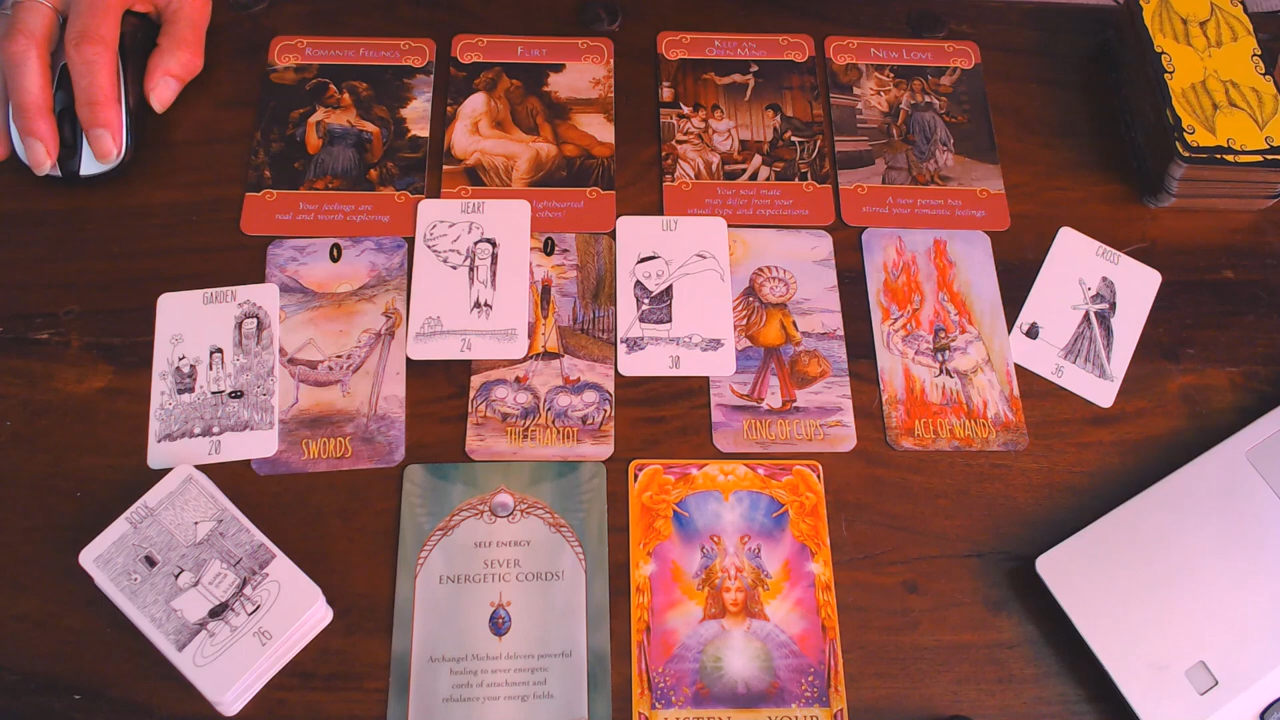 ROMANTIC FEELINGS
Your feelings are
real and worth exploring.
FLIRT
lighthearted
others!
KEEP AN
OPEN MIND
Your soul mate
may differ from your
usual type and expectations.
NEW LOVE
A new person has
stirred your romantic feelings.
GARDEN
20
SWORDS
HEART
24
THE CHARIOT
LILY
30
KING OF CUPS
ACE OF WANDS
CROSS
36
BOOK
26
SELF ENERGY
SEVER
ENERGETIC CORDS!
Archangel Michael delivers powerful
healing to sever energetic
cords of attachment and
rebalance your energy fields.
LISTEN YOUR